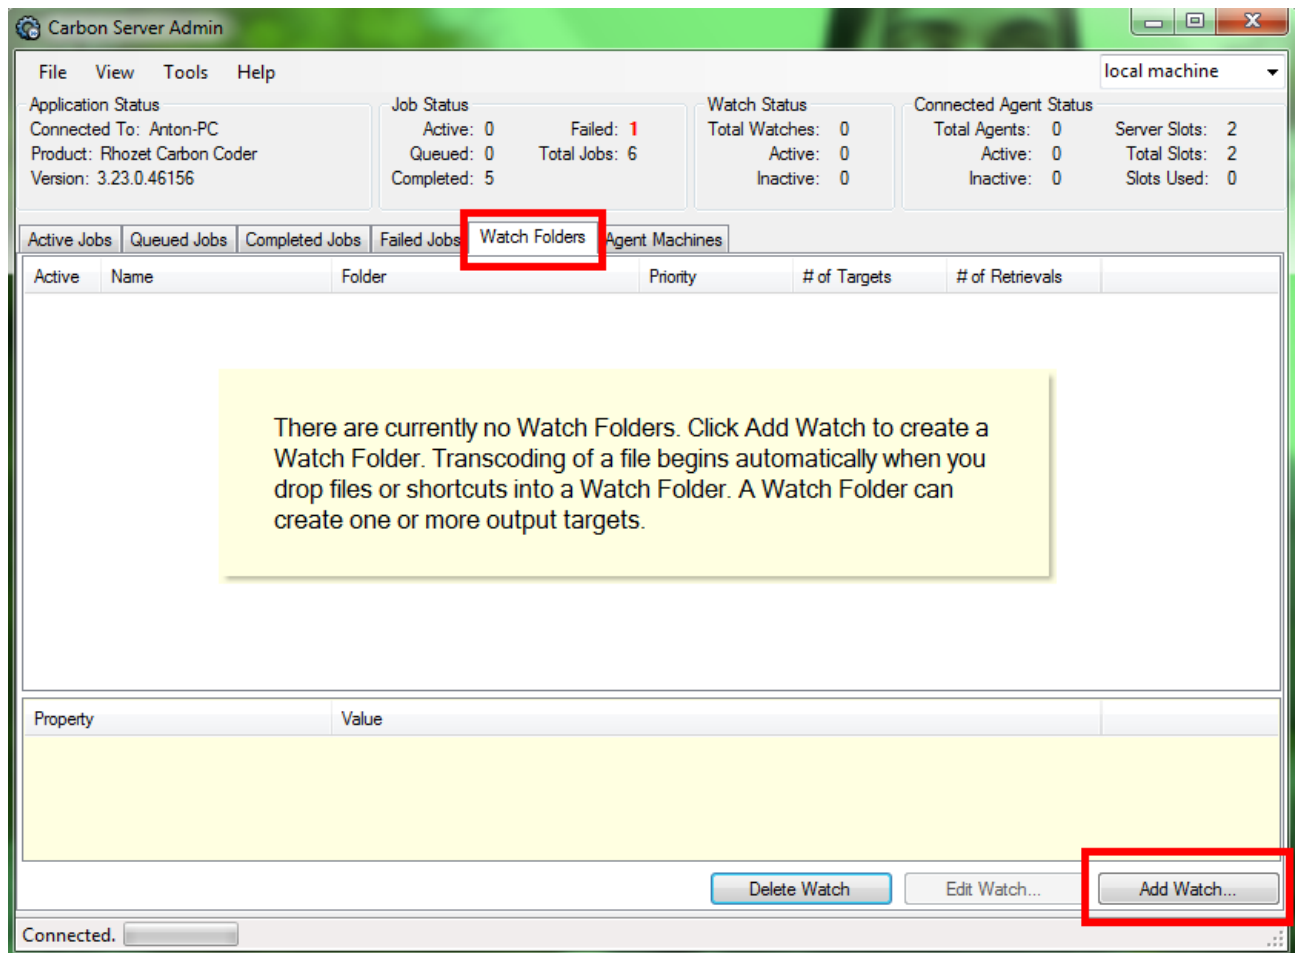 Carbon Server Admin
File View Tools Help local machine
Application Status
Connected To: Anton-PC
Product: Rhozet Carbon Coder
Version: 3.23.0.46156
Job Status
Active: 0 Failed: 1
Queued: 0 Total Jobs: 6
Completed: 5
Watch Status
Total Watches: 0
Active: 0
Inactive: 0
Connected Agent Status
Total Agents: 0 Server Slots: 2
Active: 0 Total Slots: 2
Inactive: 0 Slots Used: 0
Active Jobs Queued Jobs Completed Jobs Failed Jobs Watch Folders Agent Machines
Active Name Folder Priority # of Targets # of Retrievals
There are currently no Watch Folders. Click Add Watch to create a
Watch Folder. Transcoding of a file begins automatically when you
drop files or shortcuts into a Watch Folder. A Watch Folder can
create one or more output targets.
Property Value
Delete Watch Edit Watch... Add Watch...
Connected.